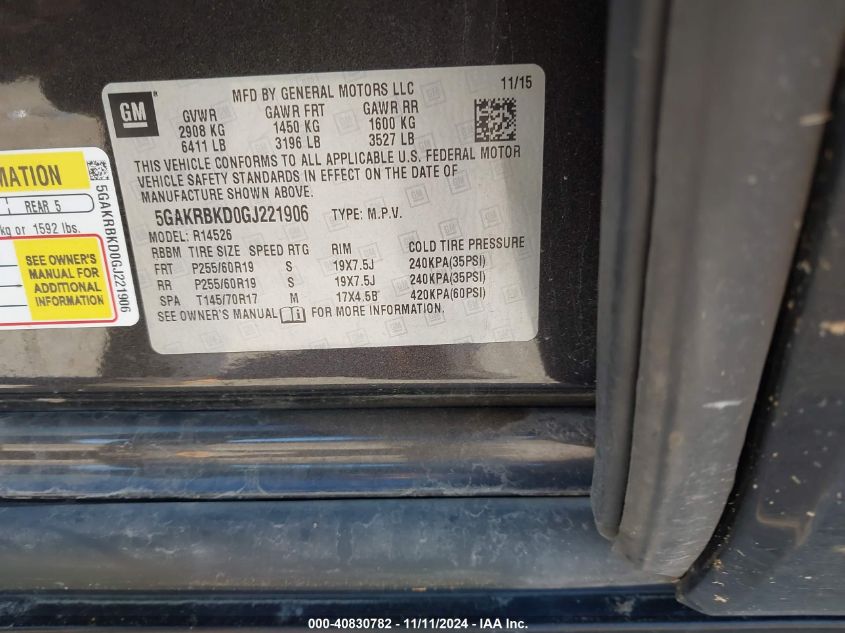 GM
MFD BY GENERAL MOTORS LLC
11/15
GVWR GAWR FRT GAWR RR
2908 KG 1450 KG 1600 KG
6411 LB 3196 LB 3527 LB
THIS VEHICLE CONFORMS TO ALL APPLICABLE U.S. FEDERAL MOTOR
VEHICLE SAFETY STANDARDS IN EFFECT ON THE DATE OF
MANUFACTURE SHOWN ABOVE.
5GAKRBKD0GJ221906 TYPE: M.P.V.
MODEL: R14526
RBBM TIRE SIZE SPEED RTG RIM COLD TIRE PRESSURE
FRT P255/60R19 S 19X7.5J 240KPA(35PSI)
RR P255/60R19 S 19X7.5J 240KPA(35PSI)
SPA T145/70R17 M 17X4.5B 420KPA(60PSI)
SEE OWNER'S MANUAL FOR MORE INFORMATION.
REAR 5
kg or 1592 lbs.
SEE OWNER'S
MANUAL FOR
ADDITIONAL
INFORMATION
5GAKRBKD0GJ221906
000-40830782 - 11/11/2024 - IAA Inc.